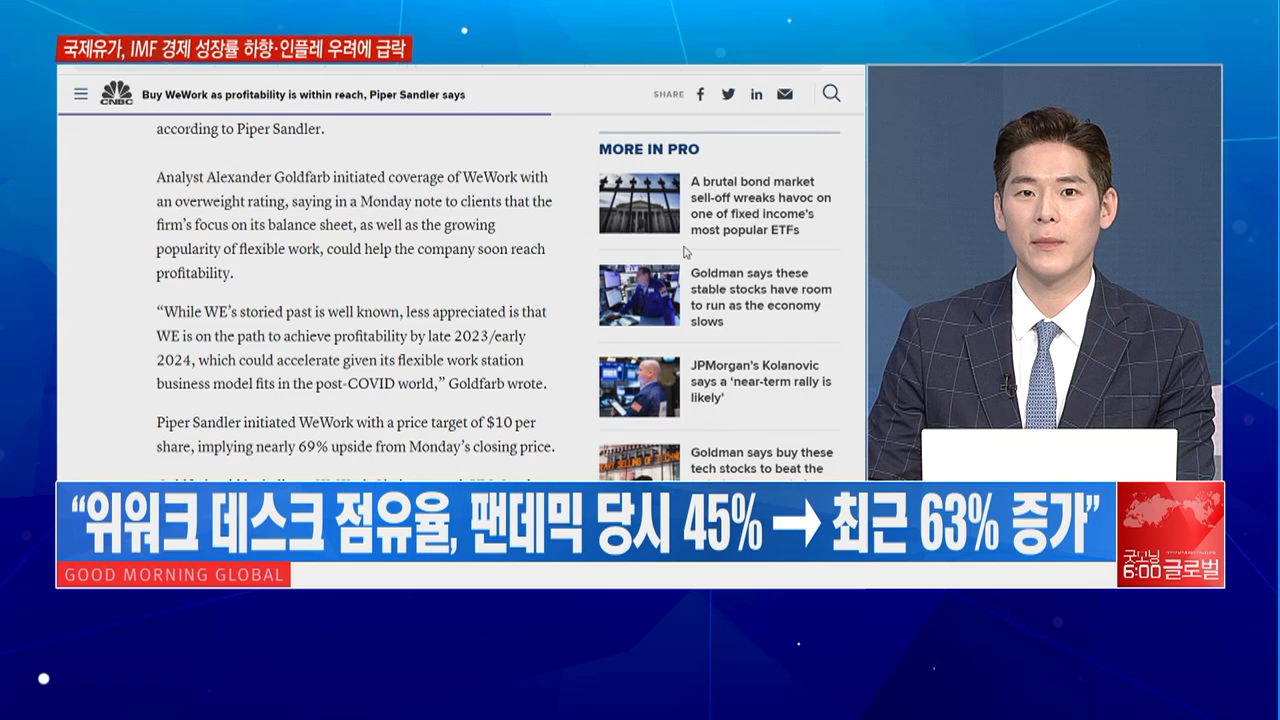 국제유가, IMF 경제 성장률 하향·인플레 우려에 급락
CNBC
Buy WeWork as profitability is within reach, Piper Sandler says
SHARE
according to Piper Sandler.
Analyst Alexander Goldfarb initiated coverage of WeWork with
an overweight rating, saying in a Monday note to clients that the
firm's focus on its balance sheet, as well as the growing
popularity of flexible work, could help the company soon reach
profitability.
“While WE's storied past is well known, less appreciated is that
WE is on the path to achieve profitability by late 2023/early
2024, which could accelerate given its flexible work station
business model fits in the post-COVID world,” Goldfarb wrote.
Piper Sandler initiated WeWork with a price target of $10 per
share, implying nearly 69% upside from Monday's closing price.
MORE IN PRO
A brutal bond market
sell-off wreaks havoc on
one of fixed income's
most popular ETFs
Goldman says these
stable stocks have room
to run as the economy
slows
JPMorgan's Kolanovic
says a ‘near-term rally is
likely’
Goldman says buy these
tech stocks to beat the
“위워크 데스크 점유율, 팬데믹 당시 45% → 최근 63% 증가”
GOOD MORNING GLOBAL
굿모닝
6:00 글로벌